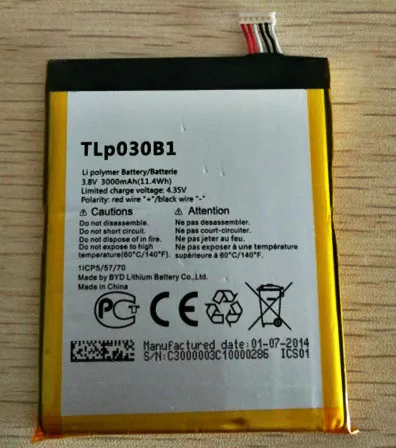 TLp030B1
Li polymer Battery/Batterie
3.8V 3000mAh(11.4Wh)
Limited charge voltage: 4.35V
Polarity: red wire "+"/black wire "-"
⚠ Cautions
Do not disassemble.
Do not short circuit.
Do not dispose of in fire.
Do not expose to high
temperature(60°C/140°F).
⚠ Attention
Ne pas desassembler.
Ne pas court-circuiter.
Ne pas jeter au feu.
Ne pas exposer à une température
supérieure à 60°C/140°F.
1ICP5/57/70
Made by BYD Lithium Battery Co.,Ltd.
Made in China
PCT
CE
Manufacture date:01-07-2014
S/N:C3000003C10000286 ICS01